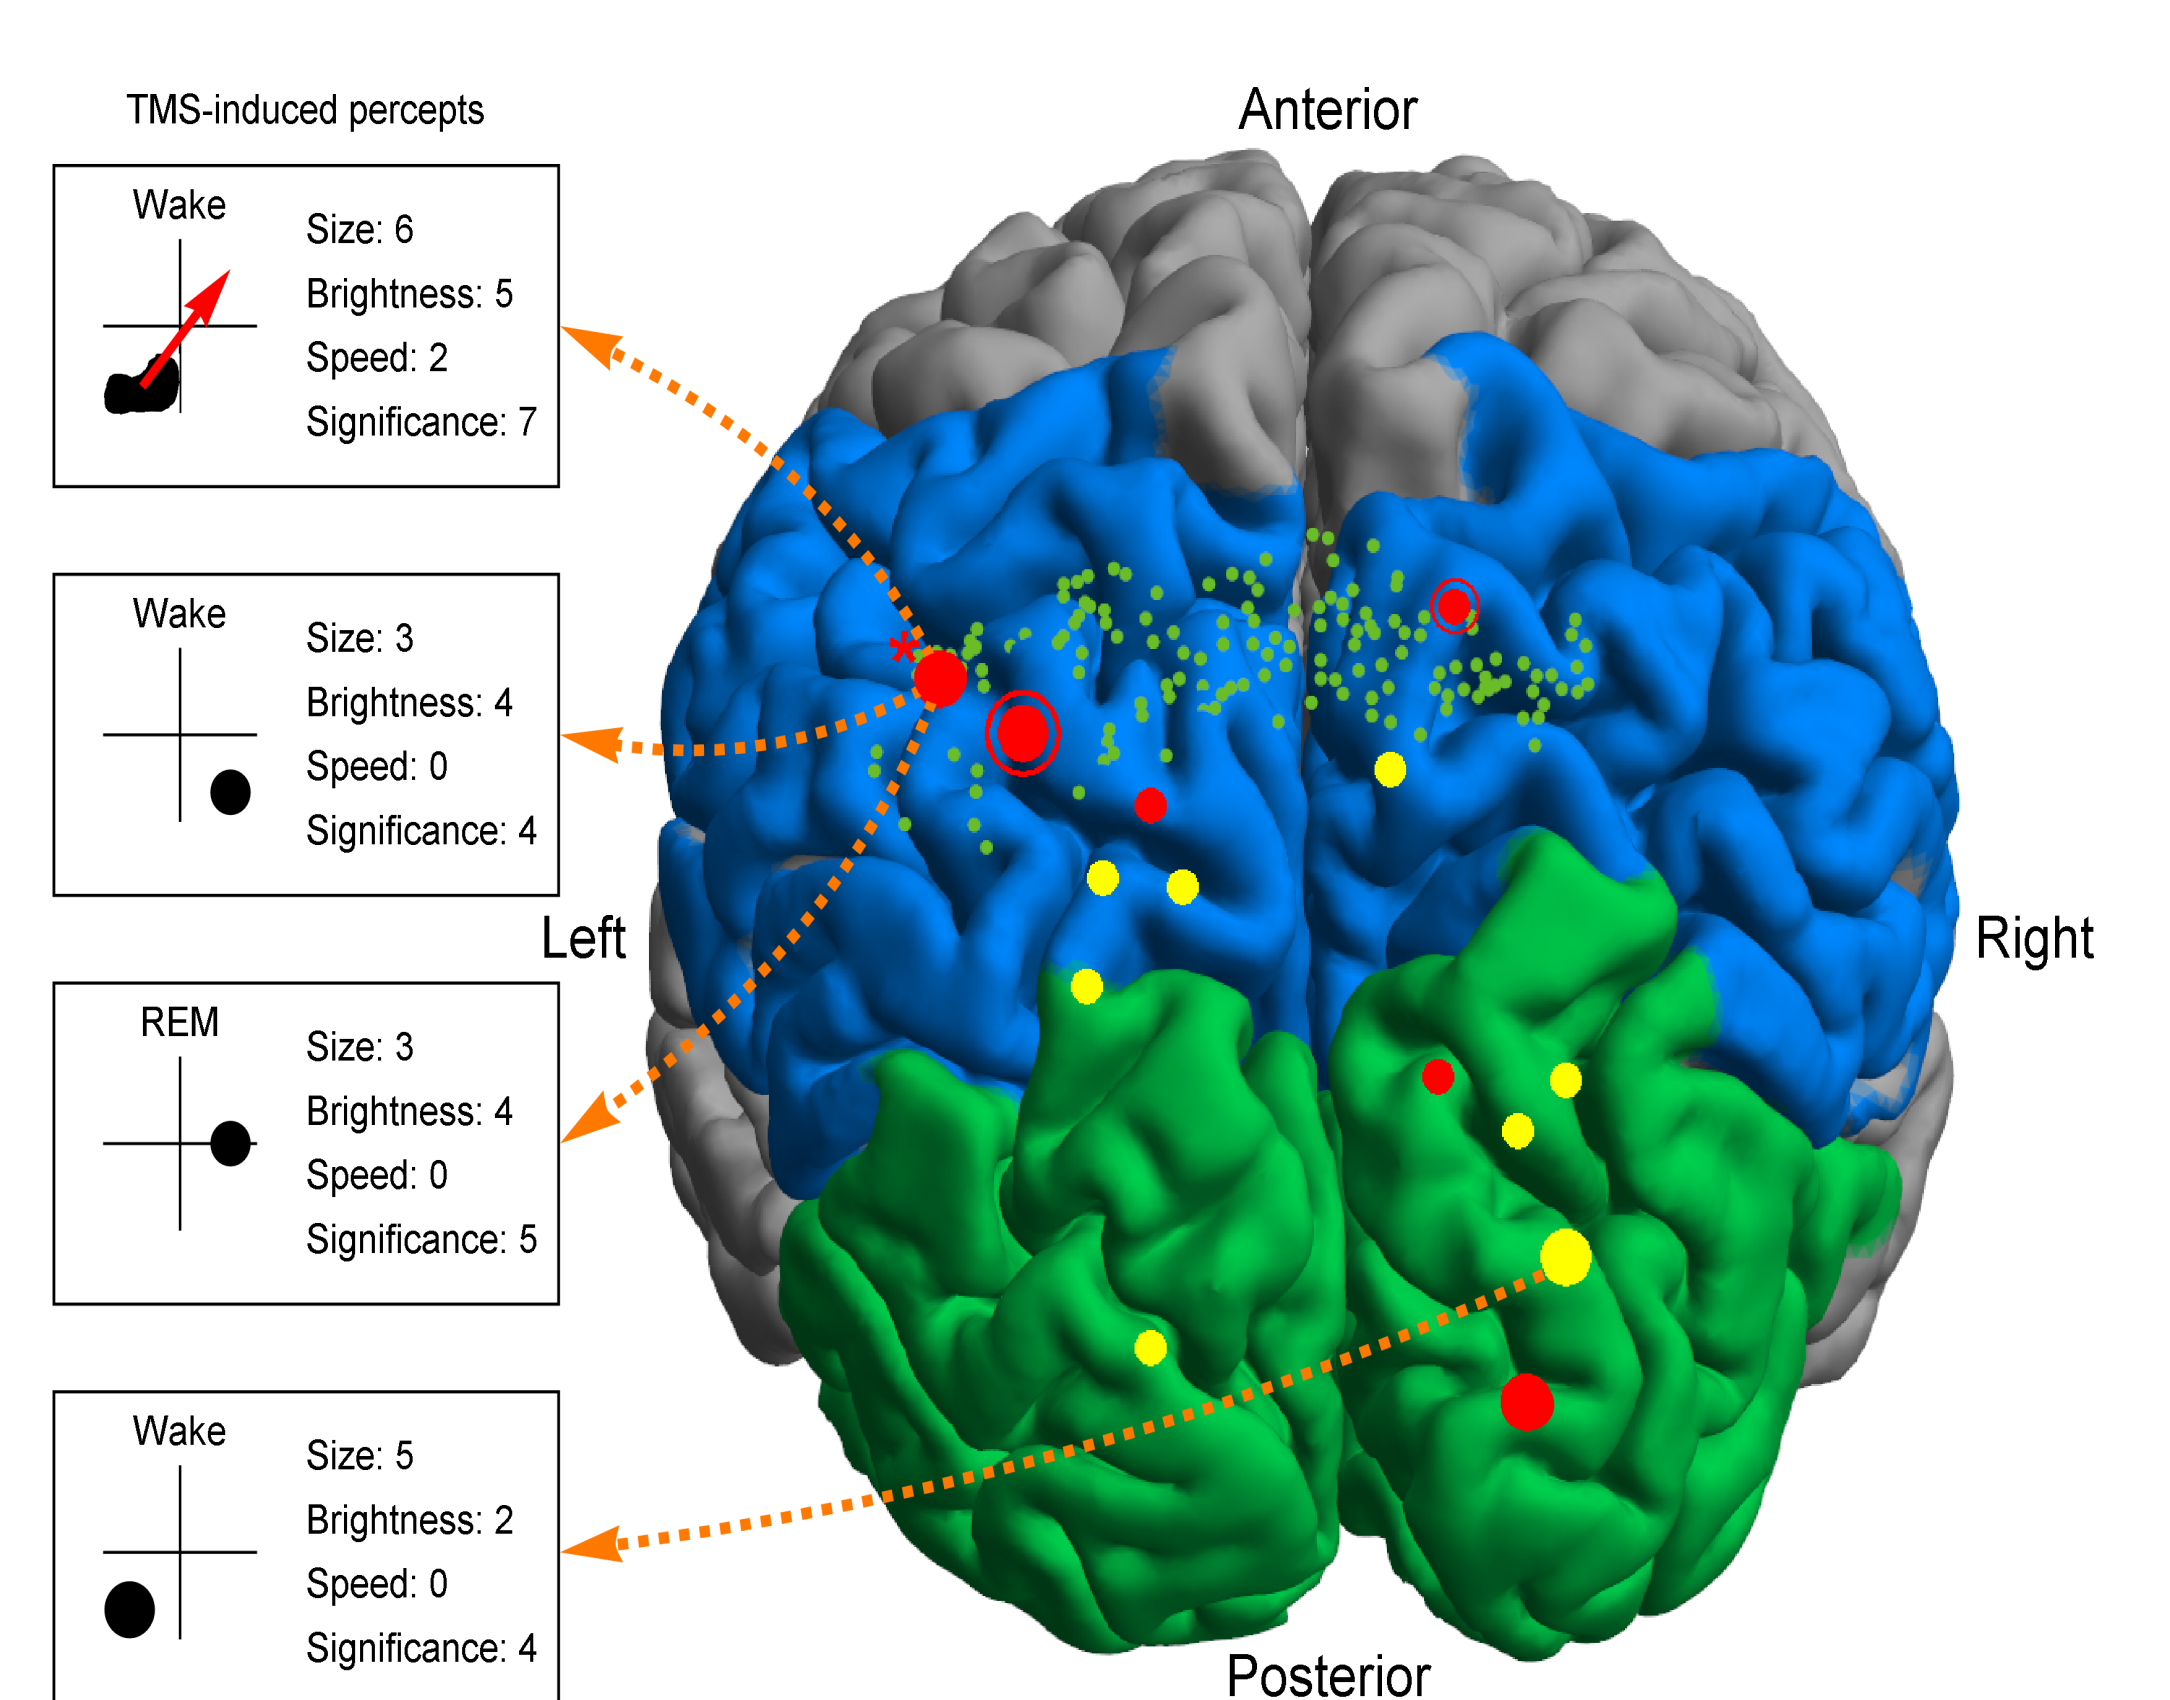 TMS-induced percepts
Anterior
Wake
Size: 6
Brightness: 5
Speed: 2
Significance: 7
Wake
Size: 3
Brightness: 4
Speed: 0
Significance: 4
*
Left
Right
REM
Size: 3
Brightness: 4
Speed: 0
Significance: 5
Wake
Size: 5
Brightness: 2
Speed: 0
Significance: 4
Posterior